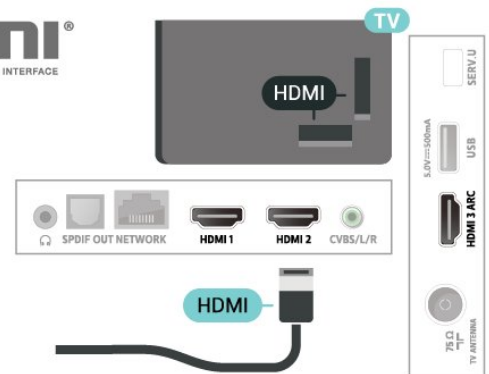 INTERFACE
TV
HDMI
SERV.U
5.0V⎓500mA
USB
HDMI 3 ARC
75 Ω
TV ANTENNA
SPDIF OUT NETWORK
HDMI 1
HDMI 2
CVBS/L/R
HDMI